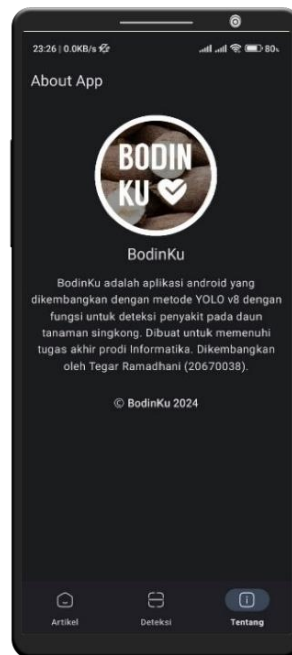 23:26 | 0.0KB/s
80%
About App
BODIN
KU
BodinKu
BodinKu adalah aplikasi android yang
dikembangkan dengan metode YOLO v8 dengan
fungsi untuk deteksi penyakit pada daun
tanaman singkong. Dibuat untuk memenuhi
tugas akhir prodi Informatika. Dikembangkan
oleh Tegar Ramadhani (20670038).
© BodinKu 2024
Artikel Deteksi Tentang